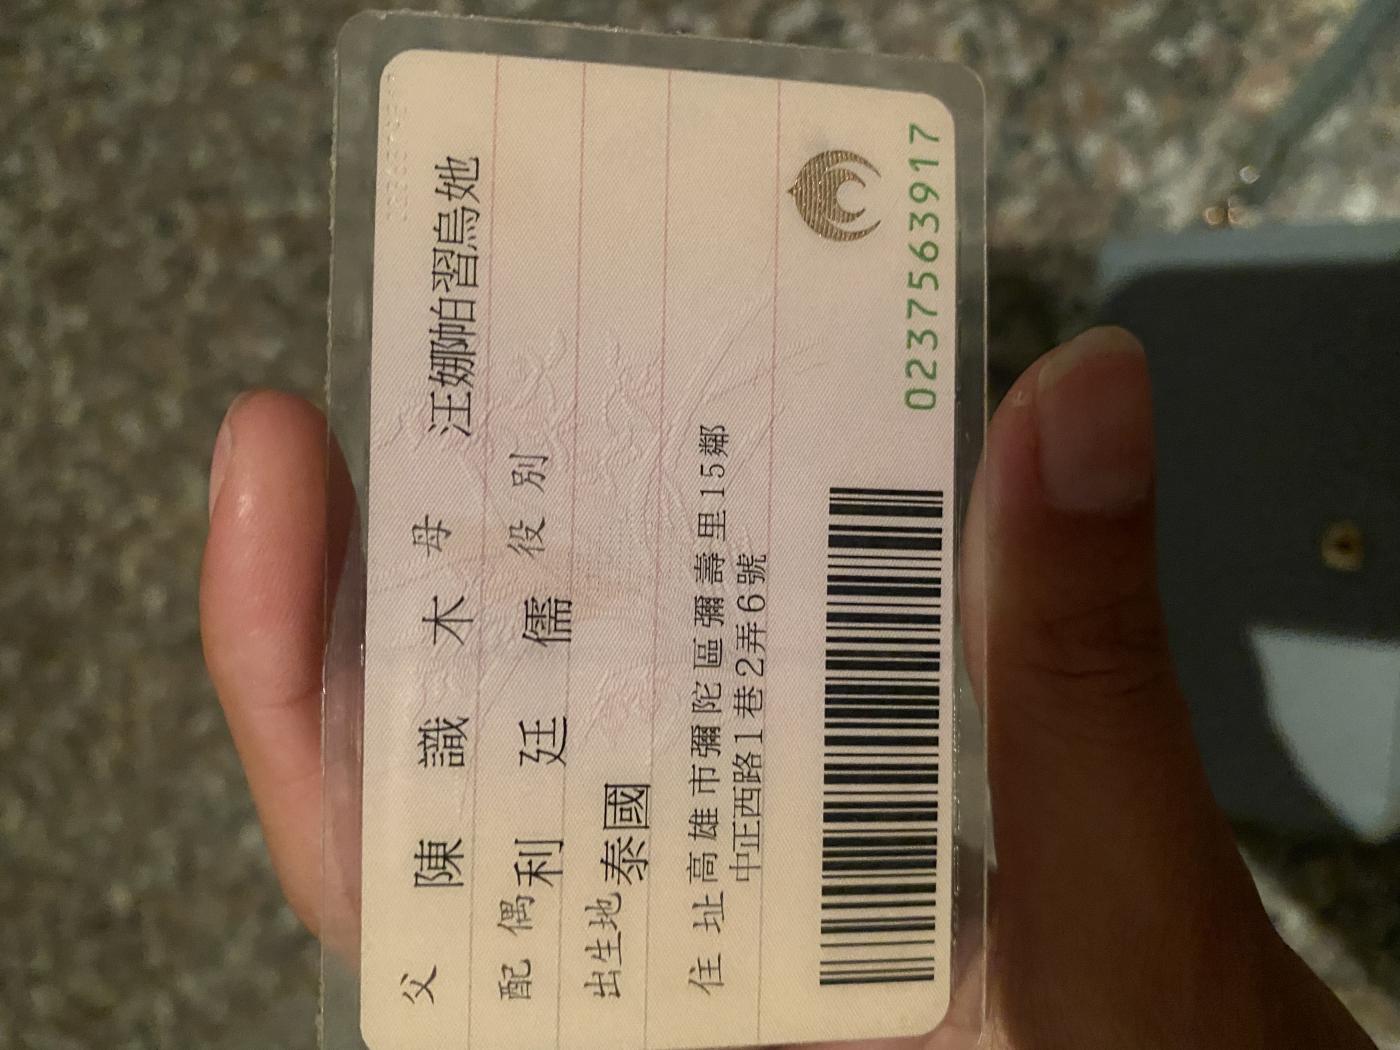 父 陳識木 母 汪娜帕習烏她
配偶 利廷儒 役別
出生地 泰國
住址 高雄市彌陀區彌壽里15鄰
中正西路1巷2弄6號
0237563917